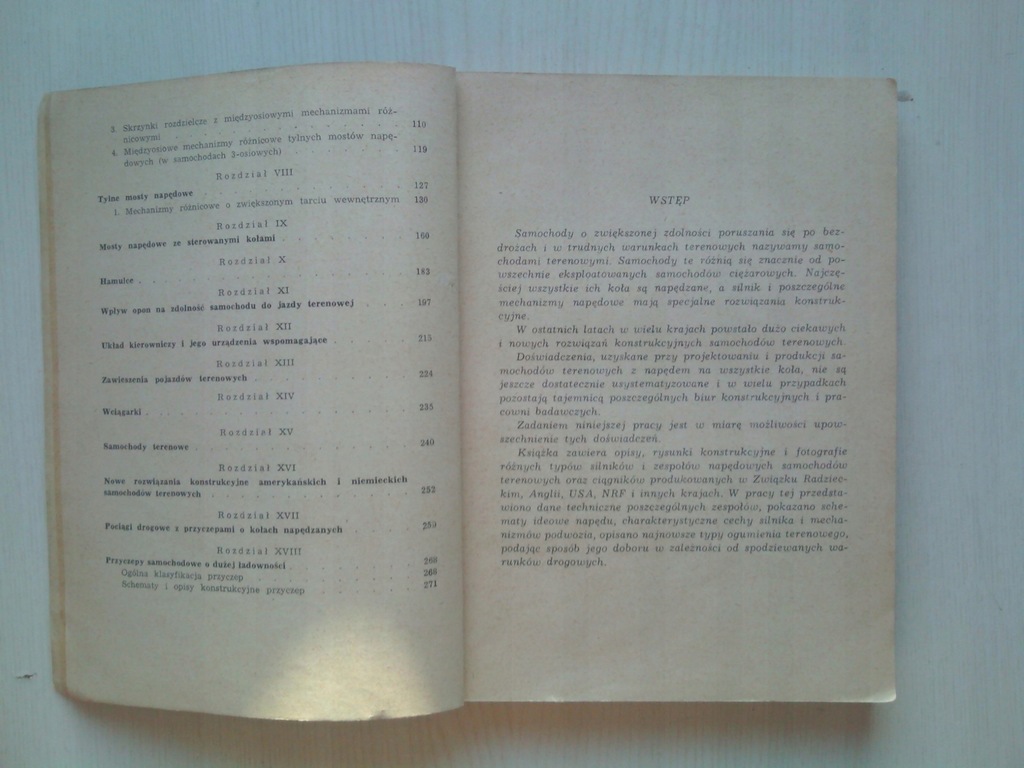 3. Skrzynki rozdzielcze z międzyosiowymi mechanizmami róż-
nicowymi . . . . . . . . . . . . 110
4. Międzyosiowe mechanizmy różnicowe tylnych mostów napę-
dowych (w samochodach 3-osiowych) . . . . . . 119
Rozdział VIII
Tylne mosty napędowe . . . . . . . . . . 127
1. Mechanizmy różnicowe o zwiększonym tarciu wewnętrznym 130
Rozdział IX
Mosty napędowe ze sterowanymi kołami . . . . . . 160
Rozdział X
Hamulce . . . . . . . . . . . . . 183
Rozdział XI
Wpływ opon na zdolność samochodu do jazdy terenowej . . . 197
Rozdział XII
Układ kierowniczy i jego urządzenia wspomagające . . . . 215
Rozdział XIII
Zawieszenia pojazdów terenowych . . . . . . . . 224
Rozdział XIV
Wciągarki . . . . . . . . . . . . . 235
Rozdział XV
Samochody terenowe . . . . . . . . . . . 240
Rozdział XVI
Nowe rozwiązania konstrukcyjne amerykańskich i niemieckich
samochodów terenowych . . . . . . . . . . 252
Rozdział XVII
Pociągi drogowe z przyczepami o kołach napędzanych . . . 259
Rozdział XVIII
Przyczepy samochodowe o dużej ładowności . . . . . . 266
Ogólna klasyfikacja przyczep . . . . . . . . 266
Schematy i opisy konstrukcyjne przyczep . . . . . . 271
WSTĘP
Samochody o zwiększonej zdolności poruszania się po bez-
drożach i w trudnych warunkach terenowych nazywamy samo-
chodami terenowymi. Samochody te różnią się znacznie od po-
wszechnie eksploatowanych samochodów ciężarowych. Najczę-
ściej wszystkie ich koła są napędzane, a silnik i poszczególne
mechanizmy napędowe mają specjalne rozwiązania konstruk-
cyjne.
W ostatnich latach w wielu krajach powstało dużo ciekawych
i nowych rozwiązań konstrukcyjnych samochodów terenowych.
Doświadczenia, uzyskane przy projektowaniu i produkcji sa-
mochodów terenowych z napędem na wszystkie koła, nie są
jeszcze dostatecznie usystematyzowane i w wielu przypadkach
pozostają tajemnicą poszczególnych biur konstrukcyjnych i pra-
cowni badawczych.
Zadaniem niniejszej pracy jest w miarę możliwości upow-
szechnienie tych doświadczeń.
Książka zawiera opisy, rysunki konstrukcyjne i fotografie
różnych typów silników i zespołów napędowych samochodów
terenowych oraz ciągników produkowanych w Związku Radziec-
kim, Anglii, USA, NRF i innych krajach. W pracy tej przedsta-
wiono dane techniczne poszczególnych zespołów, pokazano sche-
maty ideowe napędu, charakterystyczne cechy silnika i mecha-
nizmów podwozia, opisano najnowsze typy ogumienia terenowego,
podając sposób jego doboru w zależności od spodziewanych wa-
runków drogowych.